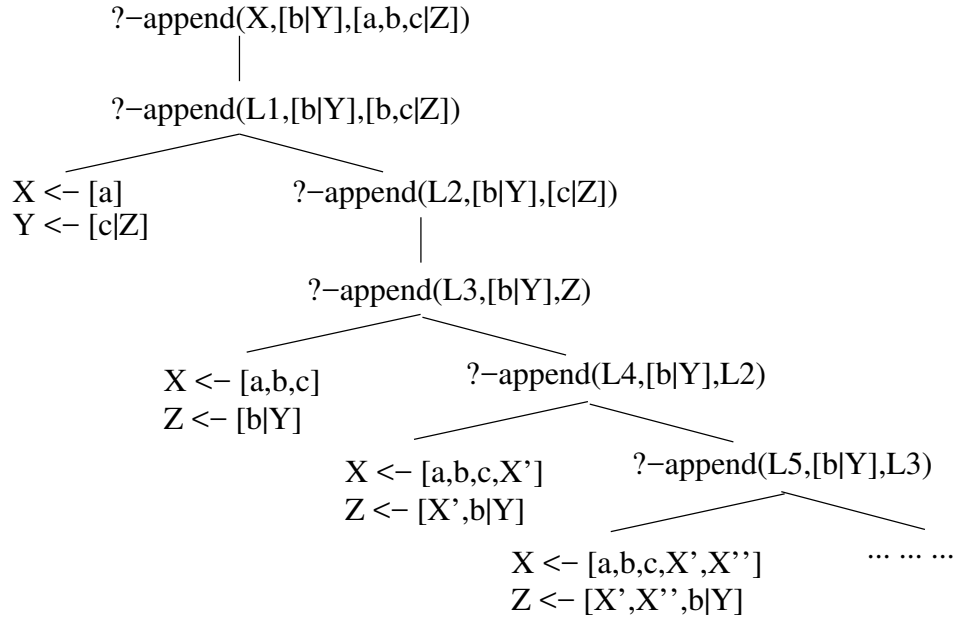 ?−append(X,[b|Y],[a,b,c|Z])
?−append(L1,[b|Y],[b,c|Z])
X <− [a]
Y <− [c|Z]
?−append(L2,[b|Y],[c|Z])
?−append(L3,[b|Y],Z)
X <− [a,b,c]
Z <− [b|Y]
?−append(L4,[b|Y],L2)
X <− [a,b,c,X’]
Z <− [X’,b|Y]
?−append(L5,[b|Y],L3)
X <− [a,b,c,X’,X’’]
Z <− [X’,X’’,b|Y]
... ... ...